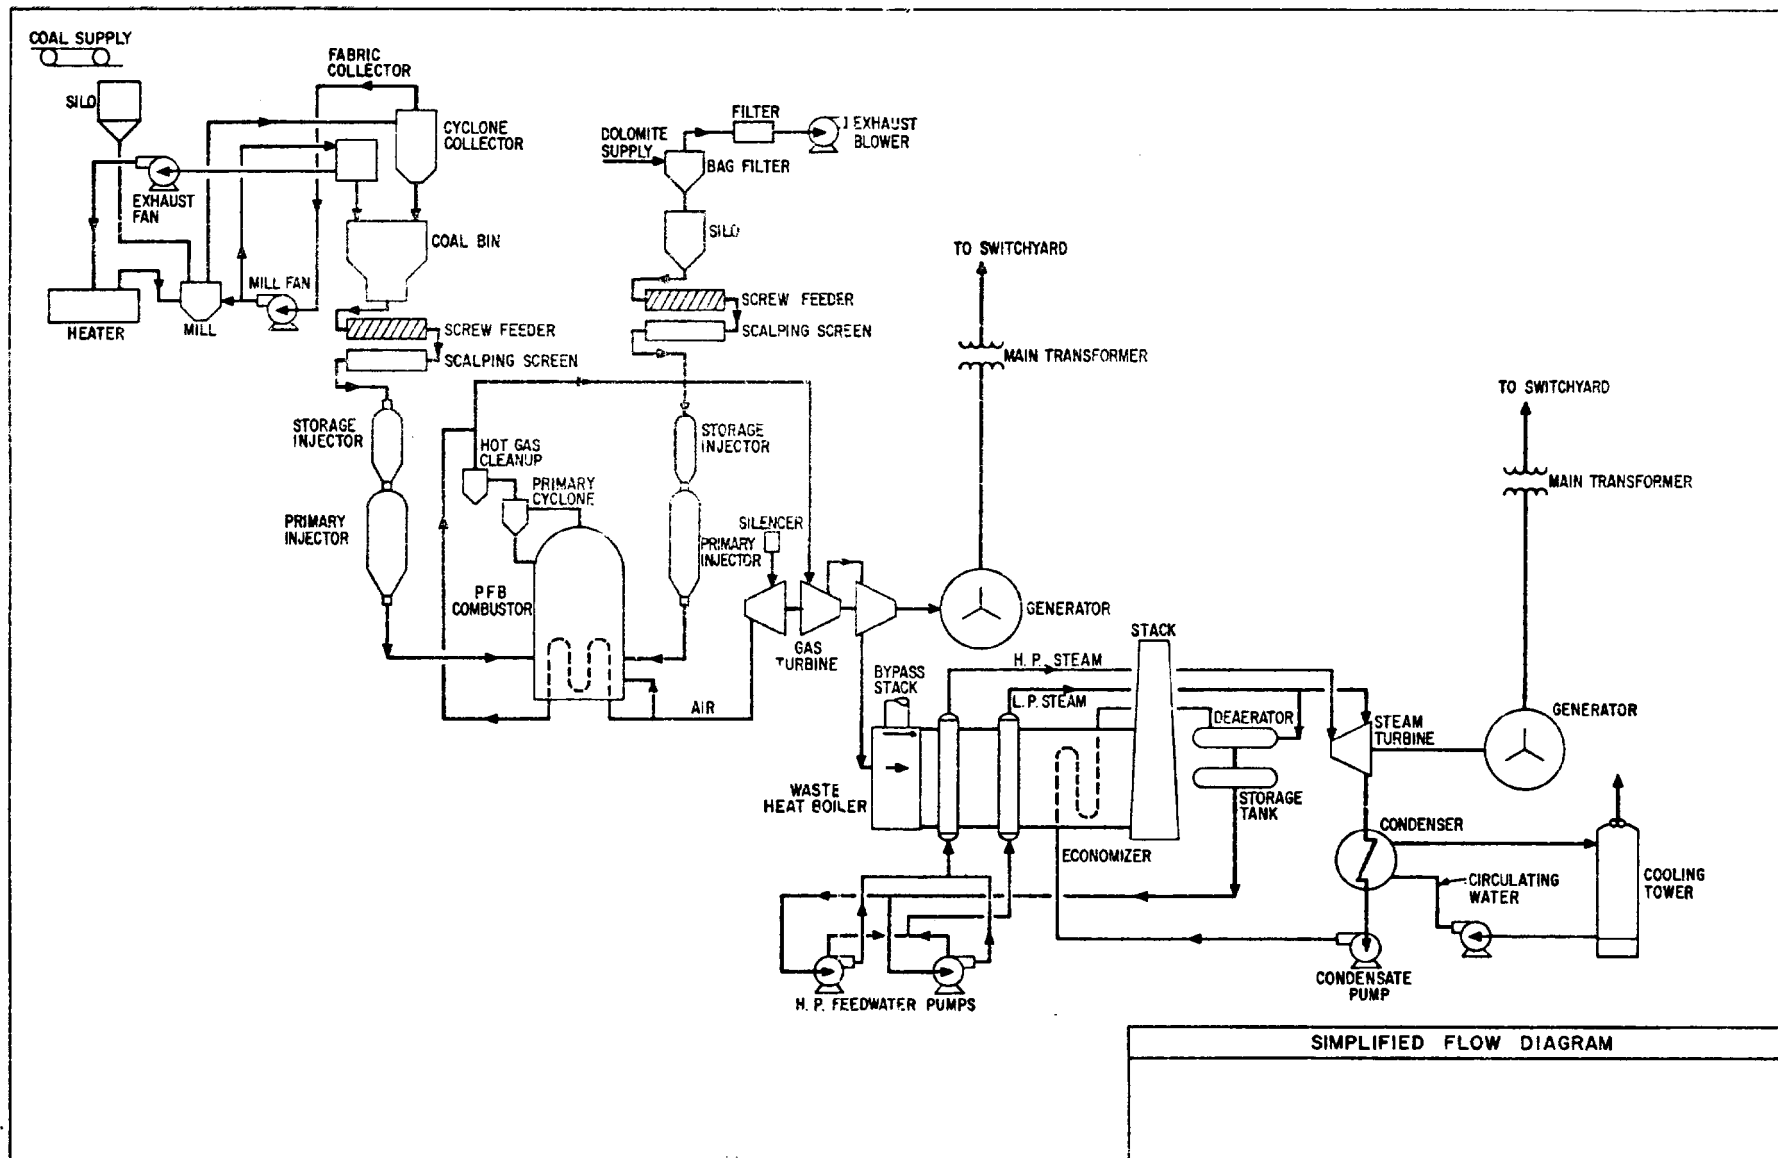 COAL SUPPLY
FABRIC
COLLECTOR
SILO
CYCLONE
COLLECTOR
EXHAUST
FAN
COAL BIN
MILL FAN
HEATER
MILL
SCREW FEEDER
SCALPING SCREEN
STORAGE
INJECTOR
PRIMARY
INJECTOR
FILTER
DOLOMITE
SUPPLY
EXHAUST
BLOWER
BAG FILTER
SILO
SCREW FEEDER
SCALPING SCREEN
HOT GAS
CLEANUP
STORAGE
INJECTOR
PRIMARY
CYCLONE
SILENCER
PRIMARY
INJECTOR
PFB
COMBUSTOR
AIR
GAS
TURBINE
TO SWITCHYARD
MAIN TRANSFORMER
GENERATOR
TO SWITCHYARD
MAIN TRANSFORMER
GENERATOR
STACK
H.P. STEAM
BYPASS
STACK
L.P. STEAM
DEAERATOR
STEAM
TURBINE
WASTE
HEAT BOILER
STORAGE
TANK
ECONOMIZER
CONDENSER
CIRCULATING
WATER
COOLING
TOWER
CONDENSATE
PUMP
H. P. FEEDWATER PUMPS
SIMPLIFIED FLOW DIAGRAM